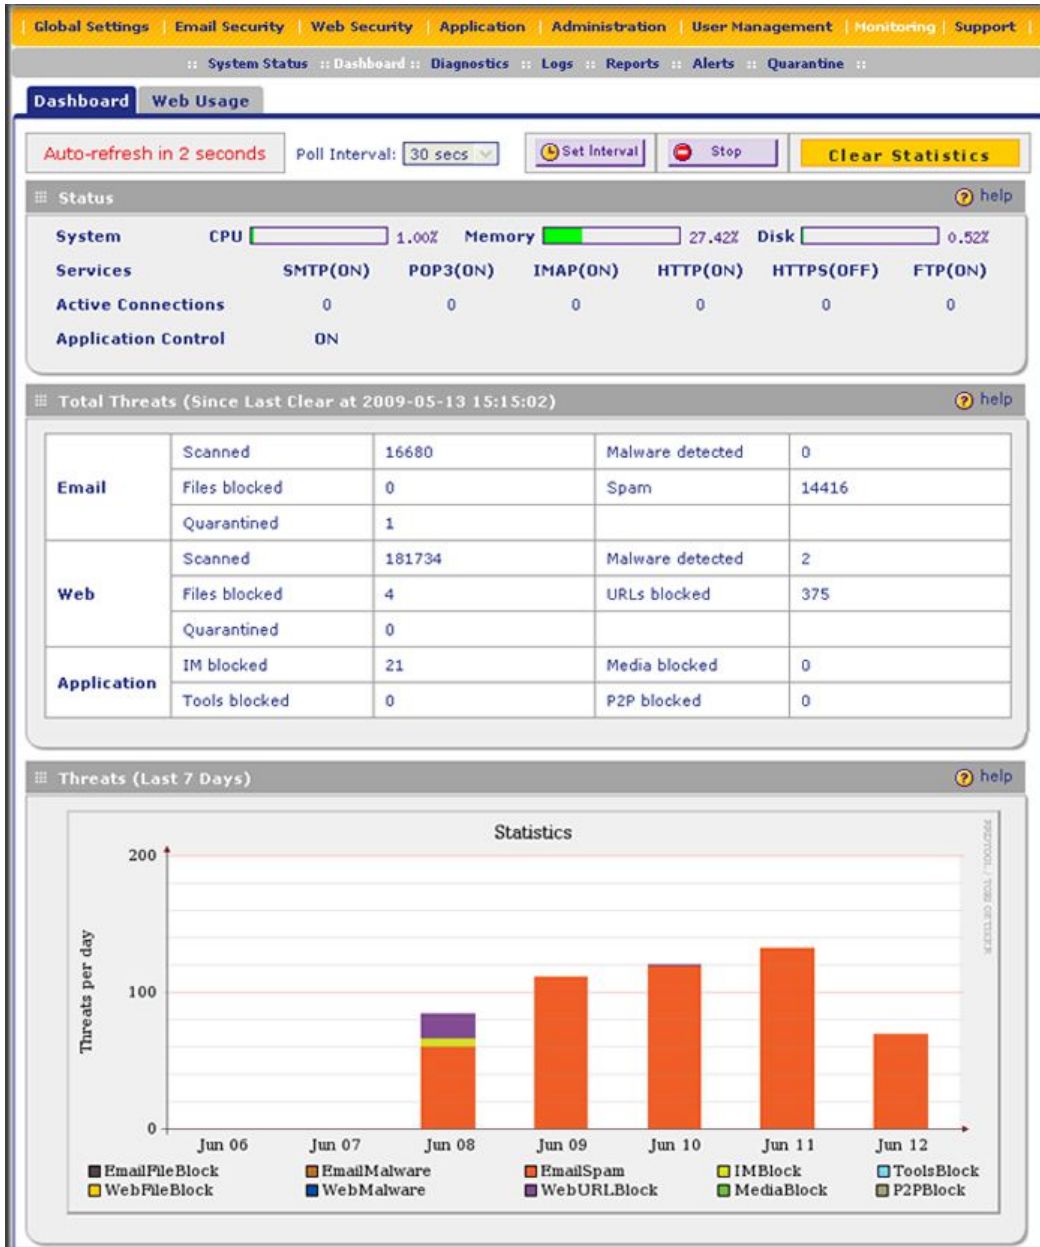 Global Settings | Email Security | Web Security | Application | Administration | User Management | Monitoring | Support
:: System Status :: Dashboard :: Diagnostics :: Logs :: Reports :: Alerts :: Quarantine ::
Dashboard Web Usage
Auto-refresh in 2 seconds Poll Interval: 30 secs Set Interval Stop Clear Statistics
Status help
System CPU 1.00% Memory 27.42% Disk 0.52%
Services SMTP(ON) POP3(ON) IMAP(ON) HTTP(ON) HTTPS(OFF) FTP(ON)
Active Connections 0 0 0 0 0 0
Application Control ON
Total Threats (Since Last Clear at 2009-05-13 15:15:02) help
Scanned 16680 Malware detected 0
Email Files blocked 0 Spam 14416
Quarantined 1
Scanned 181734 Malware detected 2
Web Files blocked 4 URLs blocked 375
Quarantined 0
Application
IM blocked 21 Media blocked 0
Tools blocked 0 P2P blocked 0
Threats (Last 7 Days) help
Statistics
RRDTOOL / TOBI OETIKER
Threats per day
200
100
0
Jun 06 Jun 07 Jun 08 Jun 09 Jun 10 Jun 11 Jun 12
EmailFileBlock EmailMalware EmailSpam IMBlock ToolsBlock
WebFileBlock WebMalware WebURLBlock MediaBlock P2PBlock